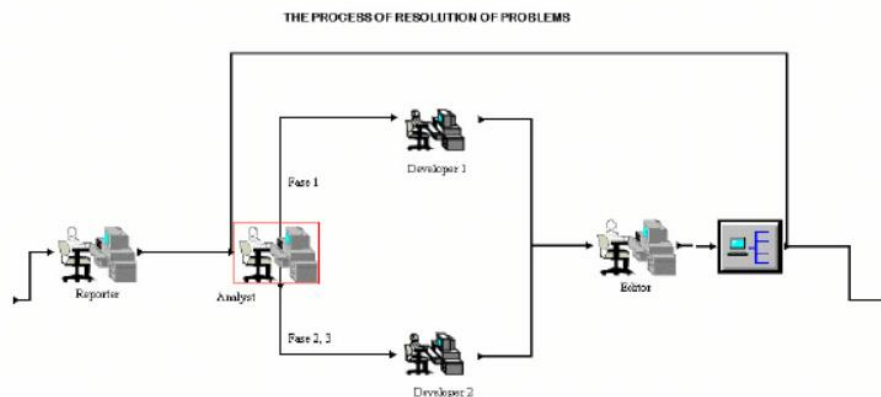 THE PROCESS OF RESOLUTION OF PROBLEMS
Developer 1
Fase 1
Reporter
Analyst
Editor
Fase 2, 3
Developer 2